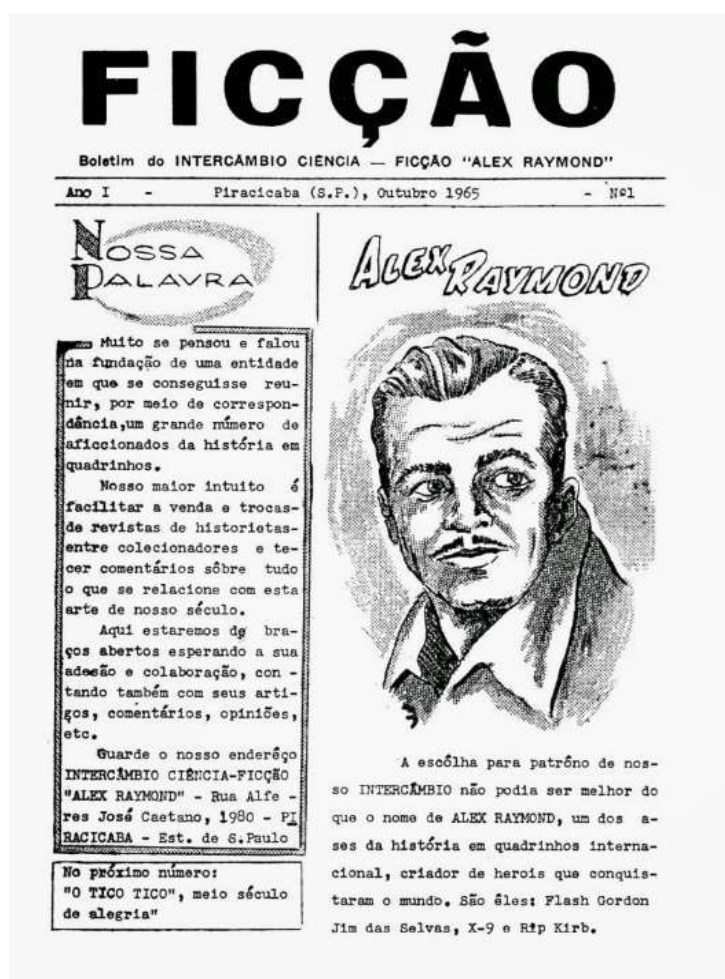 FICÇÃO
Boletim do INTERCÂMBIO CIÊNCIA — FICÇÃO "ALEX RAYMOND"
Ano I - Piracicaba (S.P.), Outubro 1965 - Nº1
NOSSA
PALAVRA
Muito se pensou e falou
na fundação de uma entidade
em que se conseguisse reu-
nir, por meio de correspon-
dência,um grande número de
aficcionados da história em
quadrinhos.
Nosso maior intuito é
facilitar a venda e trocas-
de revistas de historietas-
entre colecionadores e te-
cer comentários sôbre tudo
o que se relacione com esta
arte de nosso século.
Aqui estaremos de bra-
ços abertos esperando a sua
adesão e colaboração, con -
tando também com seus arti-
gos, comentários, opiniões,
etc.
Guarde o nosso enderêço
INTERCÂMBIO CIÊNCIA-FICÇÃO
"ALEX RAYMOND" - Rua Alfe -
res José Caetano, 1980 - PI
RACICABA - Est. de S.Paulo
No próximo número:
"O TICO TICO", meio século
de alegria"
ALEX RAYMOND
A escôlha para patrôno de nos-
so INTERCÂMBIO não podia ser melhor do
que o nome de ALEX RAYMOND, um dos a-
ses da história em quadrinhos interna-
cional, criador de herois que conquis-
taram o mundo. São êles: Flash Gordon
Jim das Selvas, X-9 e Rip Kirb.